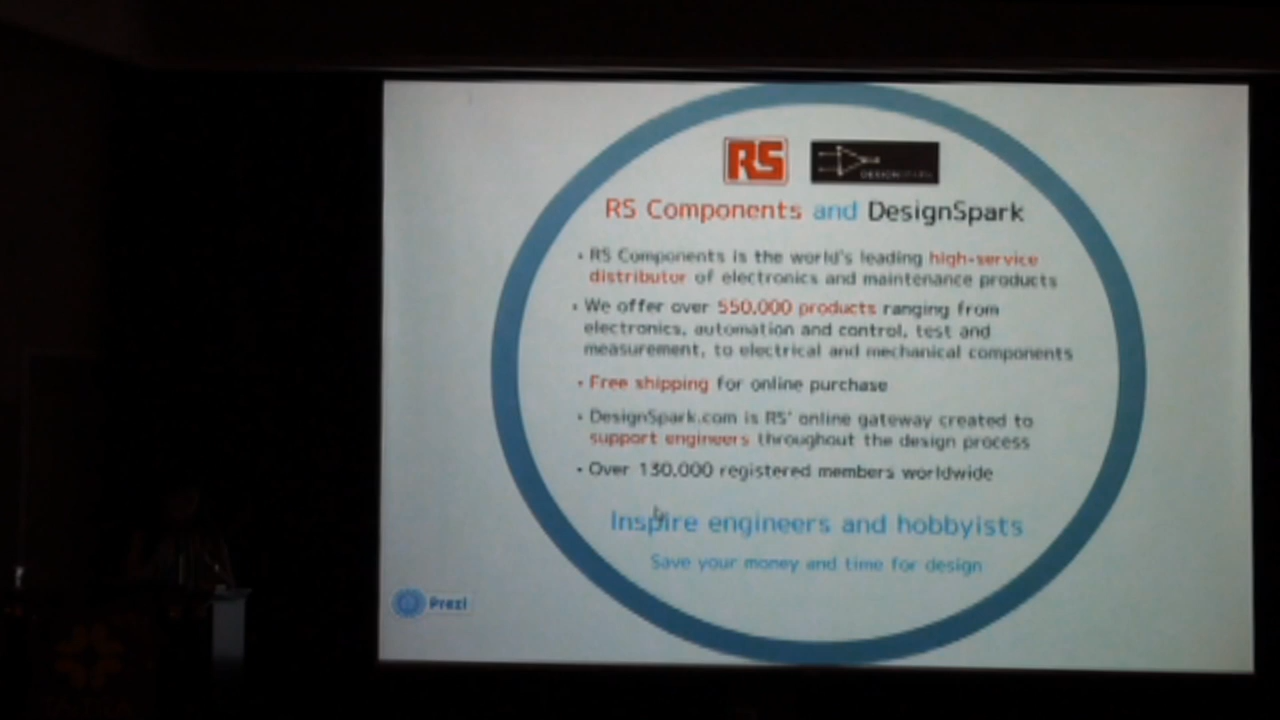 RS
DESIGNSPARK
RS Components and DesignSpark
• RS Components is the world's leading high-service
distributor of electronics and maintenance products
• We offer over 550,000 products ranging from
electronics, automation and control, test and
measurement, to electrical and mechanical components
• Free shipping for online purchase
• DesignSpark.com is RS' online gateway created to
support engineers throughout the design process
• Over 130,000 registered members worldwide
Inspire engineers and hobbyists
Save your money and time for design
Prezi